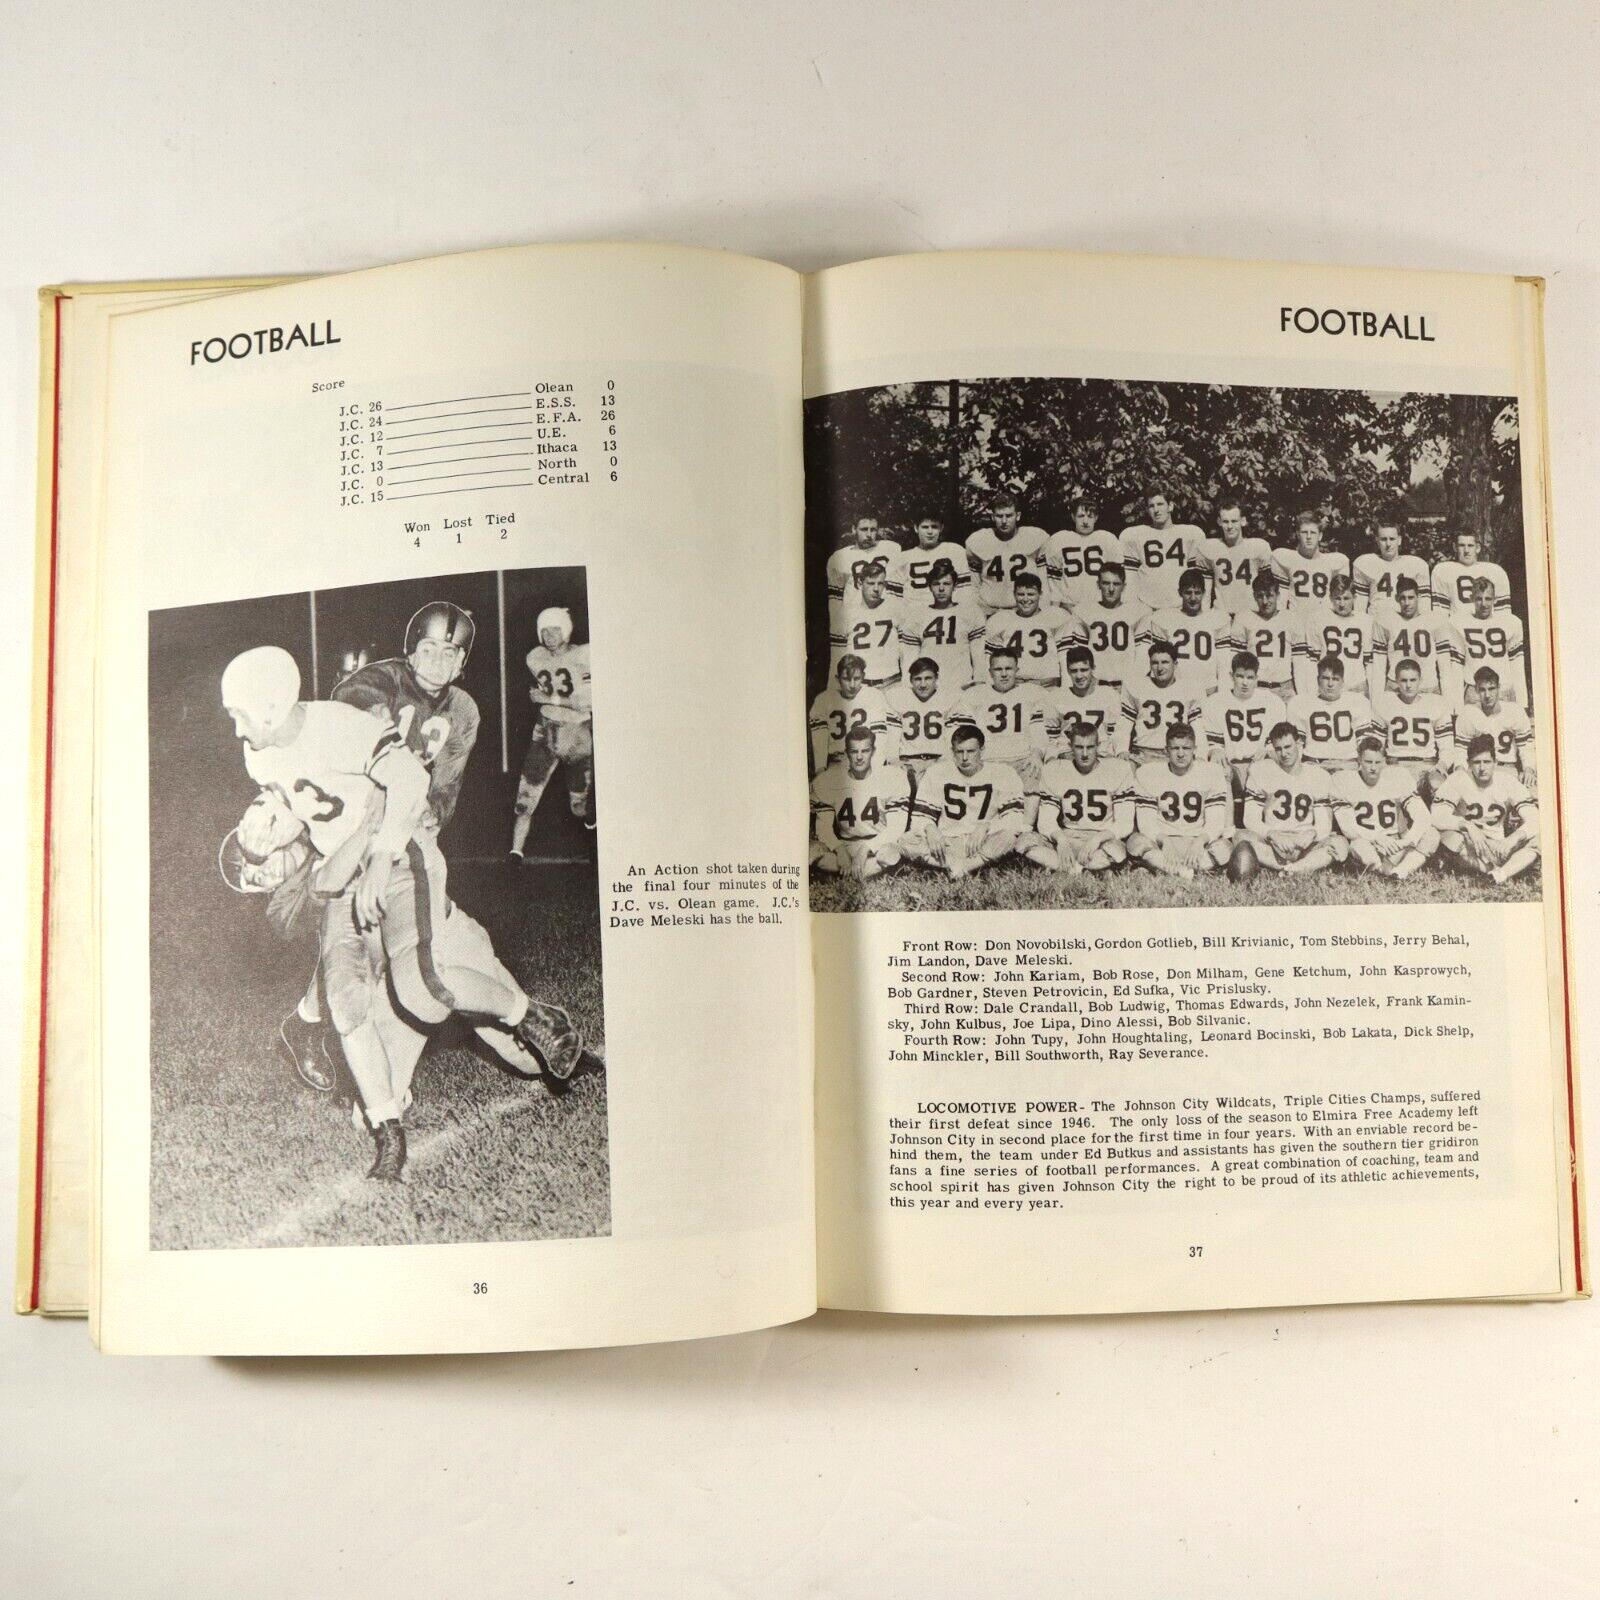 FOOTBALL
Score
J.C. 26 Olean 0
J.C. 24 E.S.S. 13
J.C. 12 E.F.A. 26
J.C. 7 U.E. 6
J.C. 13 Ithaca 13
J.C. 0 North 0
J.C. 15 Central 6
Won Lost Tied
4 1 2
13
33
3
An Action shot taken during
the final four minutes of the
J.C. vs. Olean game. J.C.'s
Dave Meleski has the ball.
36
FOOTBALL
42 56 64 34 28
27 41 43 30 20 21 63 40 59
32 36 31 37 33 65 60 25
44 57 35 39 38 26 23
Front Row: Don Novobilski, Gordon Gotlieb, Bill Krivianic, Tom Stebbins, Jerry Behal,
Jim Landon, Dave Meleski.
Second Row: John Kariam, Bob Rose, Don Milham, Gene Ketchum, John Kasprowych,
Bob Gardner, Steven Petrovicin, Ed Sufka, Vic Prislusky.
Third Row: Dale Crandall, Bob Ludwig, Thomas Edwards, John Nezelek, Frank Kamin-
sky, John Kulbus, Joe Lipa, Dino Alessi, Bob Silvanic.
Fourth Row: John Tupy, John Houghtaling, Leonard Bocinski, Bob Lakata, Dick Shelp,
John Minckler, Bill Southworth, Ray Severance.
LOCOMOTIVE POWER- The Johnson City Wildcats, Triple Cities Champs, suffered
their first defeat since 1946. The only loss of the season to Elmira Free Academy left
Johnson City in second place for the first time in four years. With an enviable record be-
hind them, the team under Ed Butkus and assistants has given the southern tier gridiron
fans a fine series of football performances. A great combination of coaching, team and
school spirit has given Johnson City the right to be proud of its athletic achievements,
this year and every year.
37